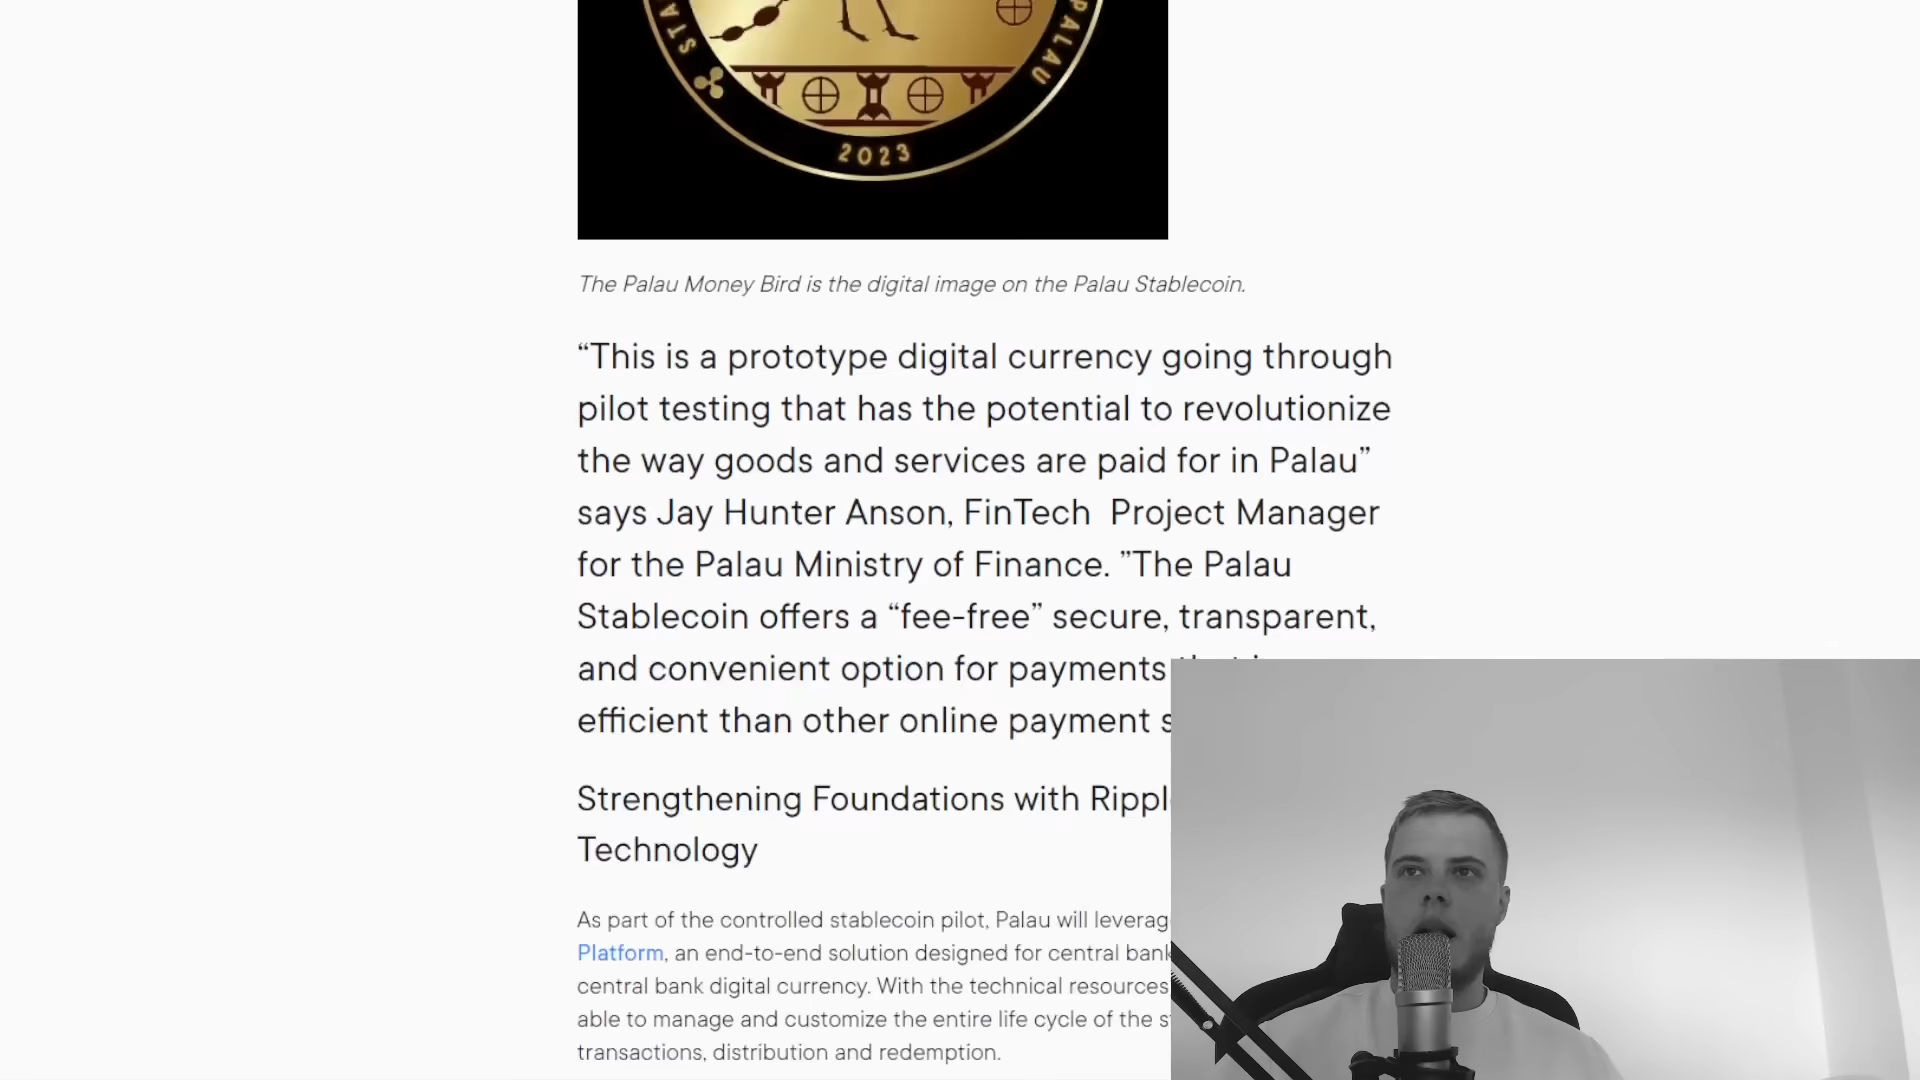 STA
PALAU
2023
The Palau Money Bird is the digital image on the Palau Stablecoin.
“This is a prototype digital currency going through
pilot testing that has the potential to revolutionize
the way goods and services are paid for in Palau”
says Jay Hunter Anson, FinTech  Project Manager
for the Palau Ministry of Finance. ”The Palau
Stablecoin offers a “fee-free” secure, transparent,
and convenient option for payments
efficient than other online payment s
Strengthening Foundations with Rippl
Technology
As part of the controlled stablecoin pilot, Palau will leverag
Platform, an end-to-end solution designed for central bank
central bank digital currency. With the technical resources
able to manage and customize the entire life cycle of the s
transactions, distribution and redemption.